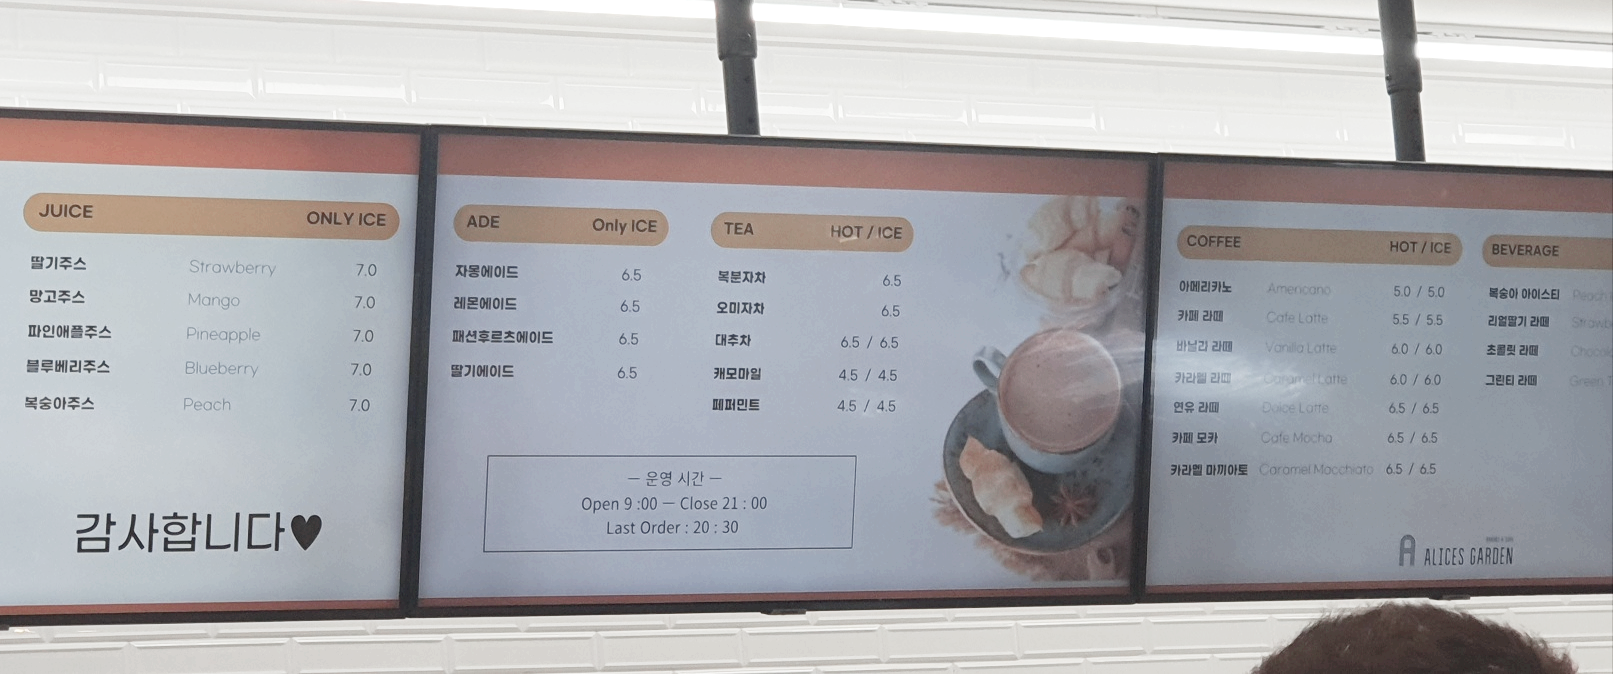 JUICE ONLY ICE
딸기주스 Strawberry 7.0
망고주스 Mango 7.0
파인애플주스 Pineapple 7.0
블루베리주스 Blueberry 7.0
복숭아주스 Peach 7.0
감사합니다♥
ADE Only ICE
자몽에이드 6.5
레몬에이드 6.5
패션후르츠에이드 6.5
딸기에이드 6.5
TEA HOT / ICE
복분자차 6.5
오미자차 6.5
대추차 6.5 / 6.5
캐모마일 4.5 / 4.5
페퍼민트 4.5 / 4.5
— 운영 시간 —
Open 9 :00 — Close 21 : 00
Last Order : 20 : 30
COFFEE HOT / ICE
아메리카노 Americano 5.0 / 5.0
카페 라떼 Cafe Latte 5.5 / 5.5
바닐라 라떼 Vanilla Latte 6.0 / 6.0
카라멜 라떼 Caramel Latte 6.0 / 6.0
연유 라떼 Dolce Latte 6.5 / 6.5
카페 모카 Cafe Mocha 6.5 / 6.5
카라멜 마끼아토 Caramel Macchiato 6.5 / 6.5
BEVERAGE
복숭아 아이스티 Peach
리얼딸기 라떼
초콜릿 라떼
그린티 라떼 Green
ALICES GARDEN